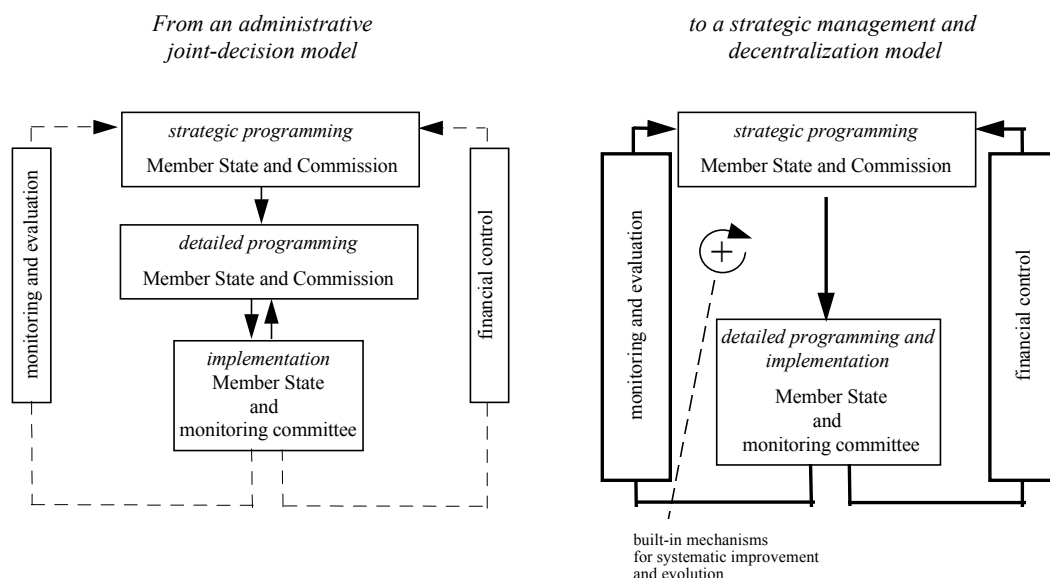 From an administrative
joint-decision model
strategic programming
Member State and Commission
monitoring and evaluation
detailed programming
Member State and Commission
financial control
implementation
Member State
and
monitoring committee
to a strategic management and
decentralization model
strategic programming
Member State and Commission
monitoring and evaluation
+
financial control
detailed programming and
implementation
Member State
and
monitoring committee
built-in mechanisms
for systematic improvement
and evolution